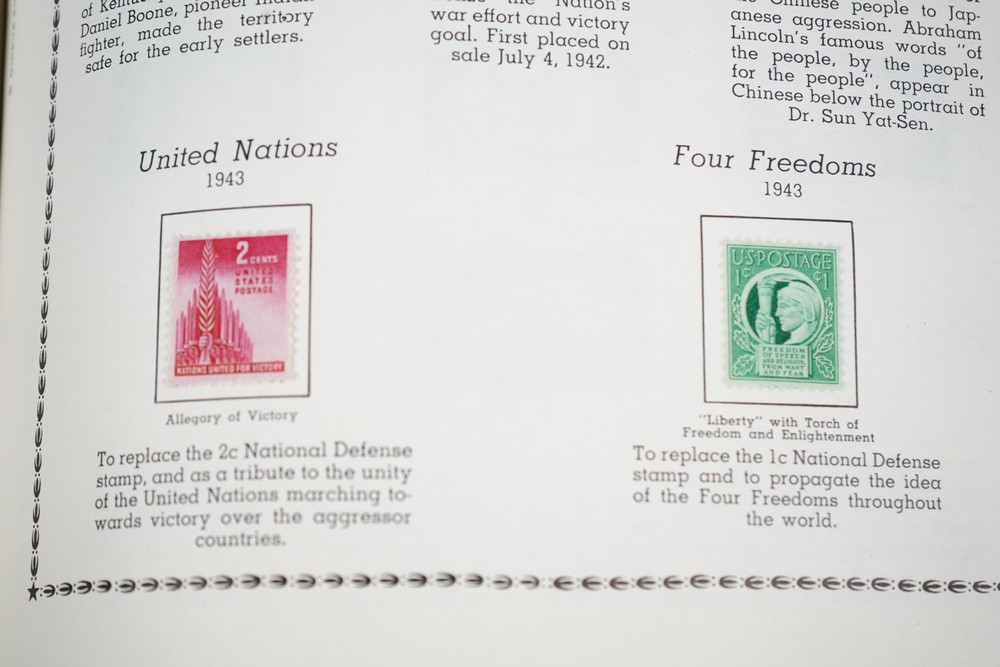 of Kentuc
Daniel Boone, pioneer Indian
fighter, made the territory
safe for the early settlers.
the Nation's
war effort and victory
goal. First placed on
sale July 4, 1942.
Chinese people to Jap-
anese aggression. Abraham
Lincoln's famous words "of
the people, by the people,
for the people", appear in
Chinese below the portrait of
Dr. Sun Yat-Sen.
United Nations
1943
2 CENTS
UNITED
STATES
POSTAGE
NATIONS UNITED FOR VICTORY
Allegory of Victory
To replace the 2c National Defense
stamp, and as a tribute to the unity
of the United Nations marching to-
wards victory over the aggressor
countries.
Four Freedoms
1943
U.S. POSTAGE
1¢ ¢1
FREEDOM
OF SPEECH
AND RELIGION,
FROM WANT
AND FEAR
"Liberty" with Torch of
Freedom and Enlightenment
To replace the 1c National Defense
stamp and to propagate the idea
of the Four Freedoms throughout
the world.